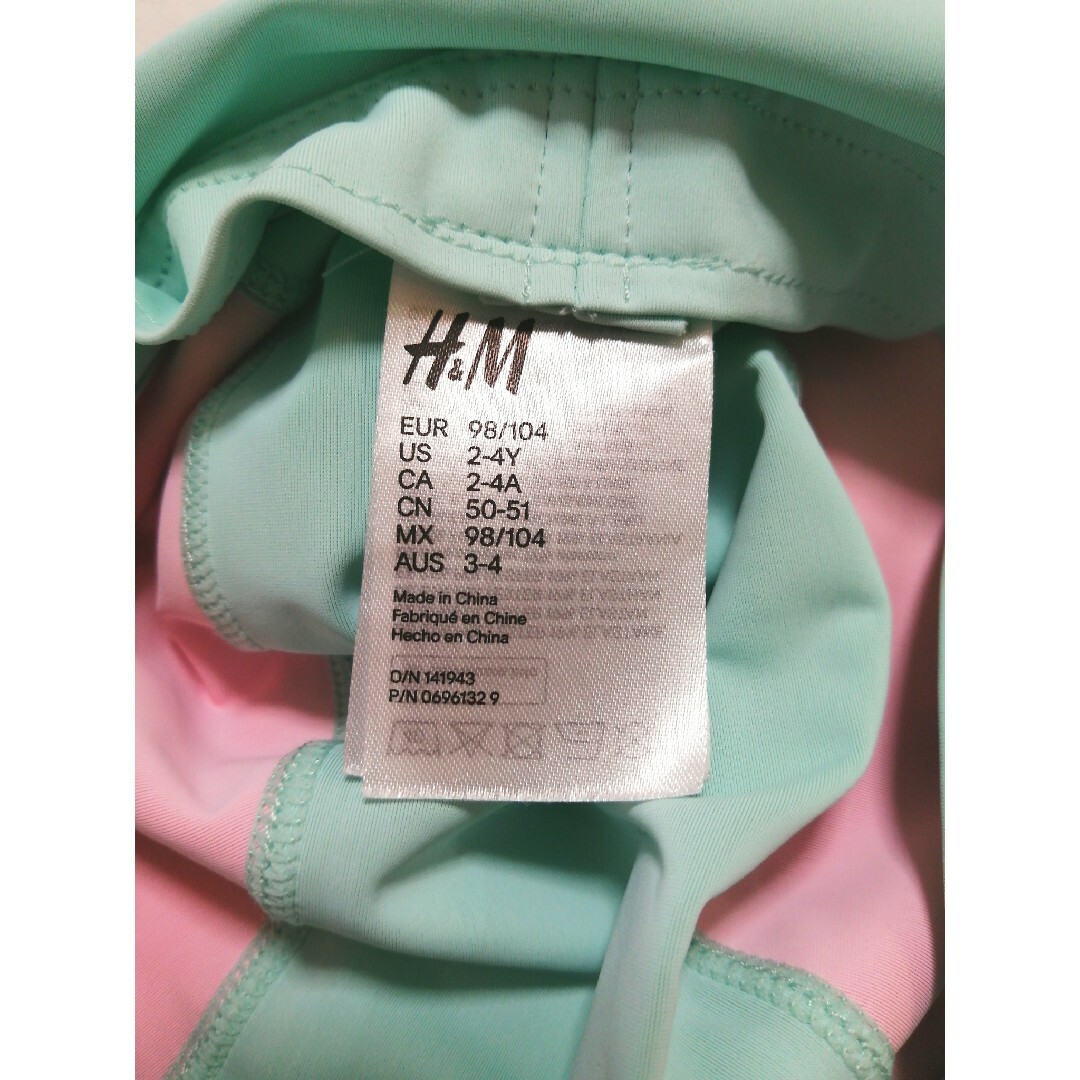 H&M
EUR 98/104
US 2-4Y
CA 2-4A
CN 50-51
MX 98/104
AUS 3-4
Made in China
Fabriqué en Chine
Hecho en China
O/N 141943
P/N 0696132 9